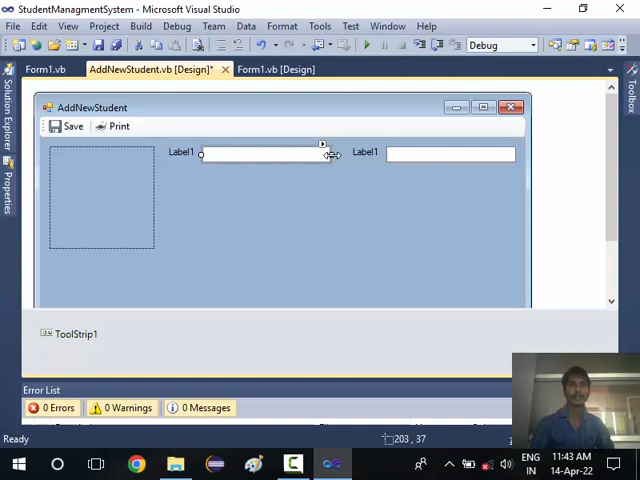 StudentManagmentSystem - Microsoft Visual Studio
File Edit View Project Build Debug Team Data Format Tools Test Window Help
Debug
Form1.vb AddNewStudent.vb [Design]* Form1.vb [Design]
Solution Explorer
Properties
Toolbox
AddNewStudent
Save Print
Label1 Label1
ToolStrip1
Error List
0 Errors 0 Warnings 0 Messages
Ready 203 , 37
ENG 11:43 AM
IN 14-Apr-22